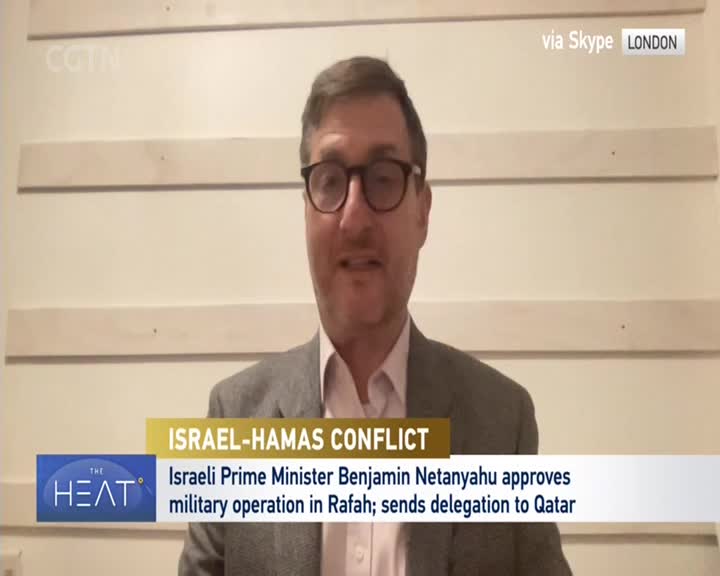 CGTN
via Skype LONDON
ISRAEL-HAMAS CONFLICT
THE
HEAT
Israeli Prime Minister Benjamin Netanyahu approves
military operation in Rafah; sends delegation to Qatar